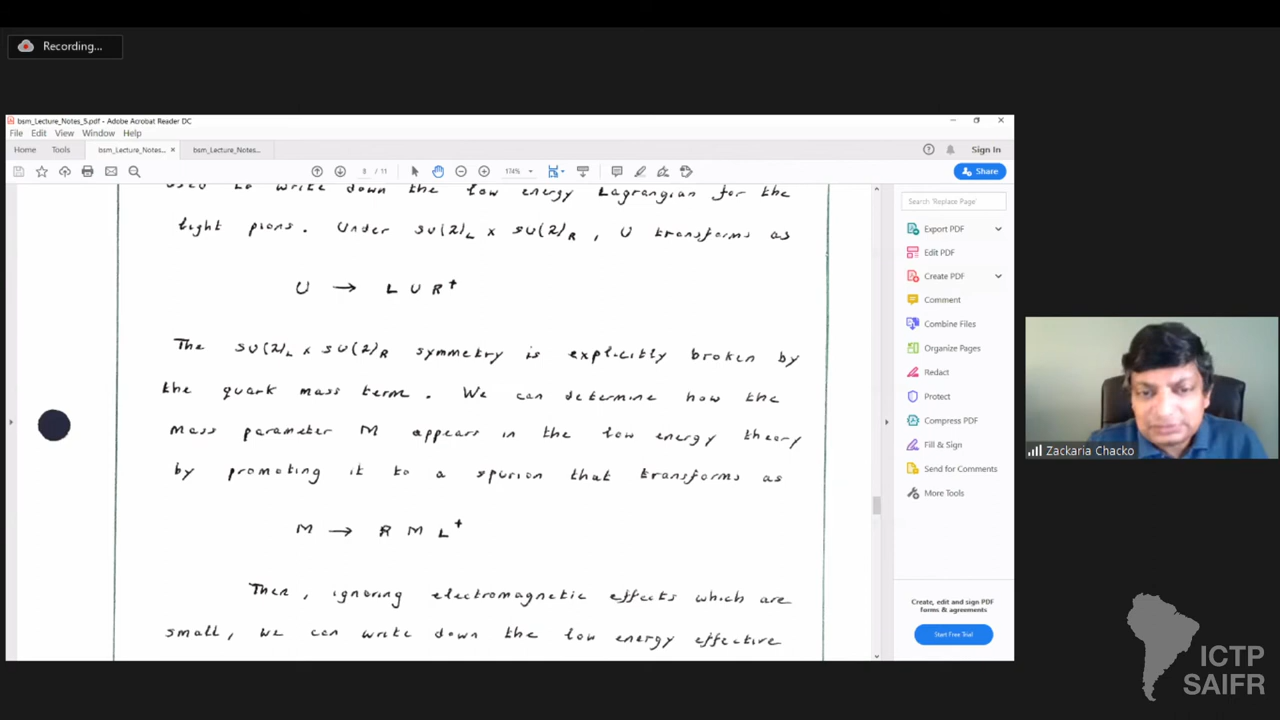 Recording...
bsm_Lecture_Notes_5.pdf - Adobe Acrobat Reader DC
File Edit View Window Help
Home Tools bsm_Lecture_Notes... × bsm_Lecture_Notes... Sign In
8 / 11 174% Share
used to write down the low energy Lagrangian for the
light pions. Under SU(2)L x SU(2)R, U transforms as
U → L U R†
The SU(2)L x SU(2)R symmetry is explicitly broken by
the quark mass term. We can determine how the
mass parameter M appears in the low energy theory
by promoting it to a spurion that transforms as
M → R M L†
Then, ignoring electromagnetic effects which are
small, we can write down the low energy effective
Search 'Replace Page'
Export PDF
Edit PDF
Create PDF
Comment
Combine Files
Organize Pages
Redact
Protect
Compress PDF
Fill & Sign
Send for Comments
More Tools
Create, edit and sign PDF
forms & agreements
Start Free Trial
Zackaria Chacko
ICTP
SAIFR